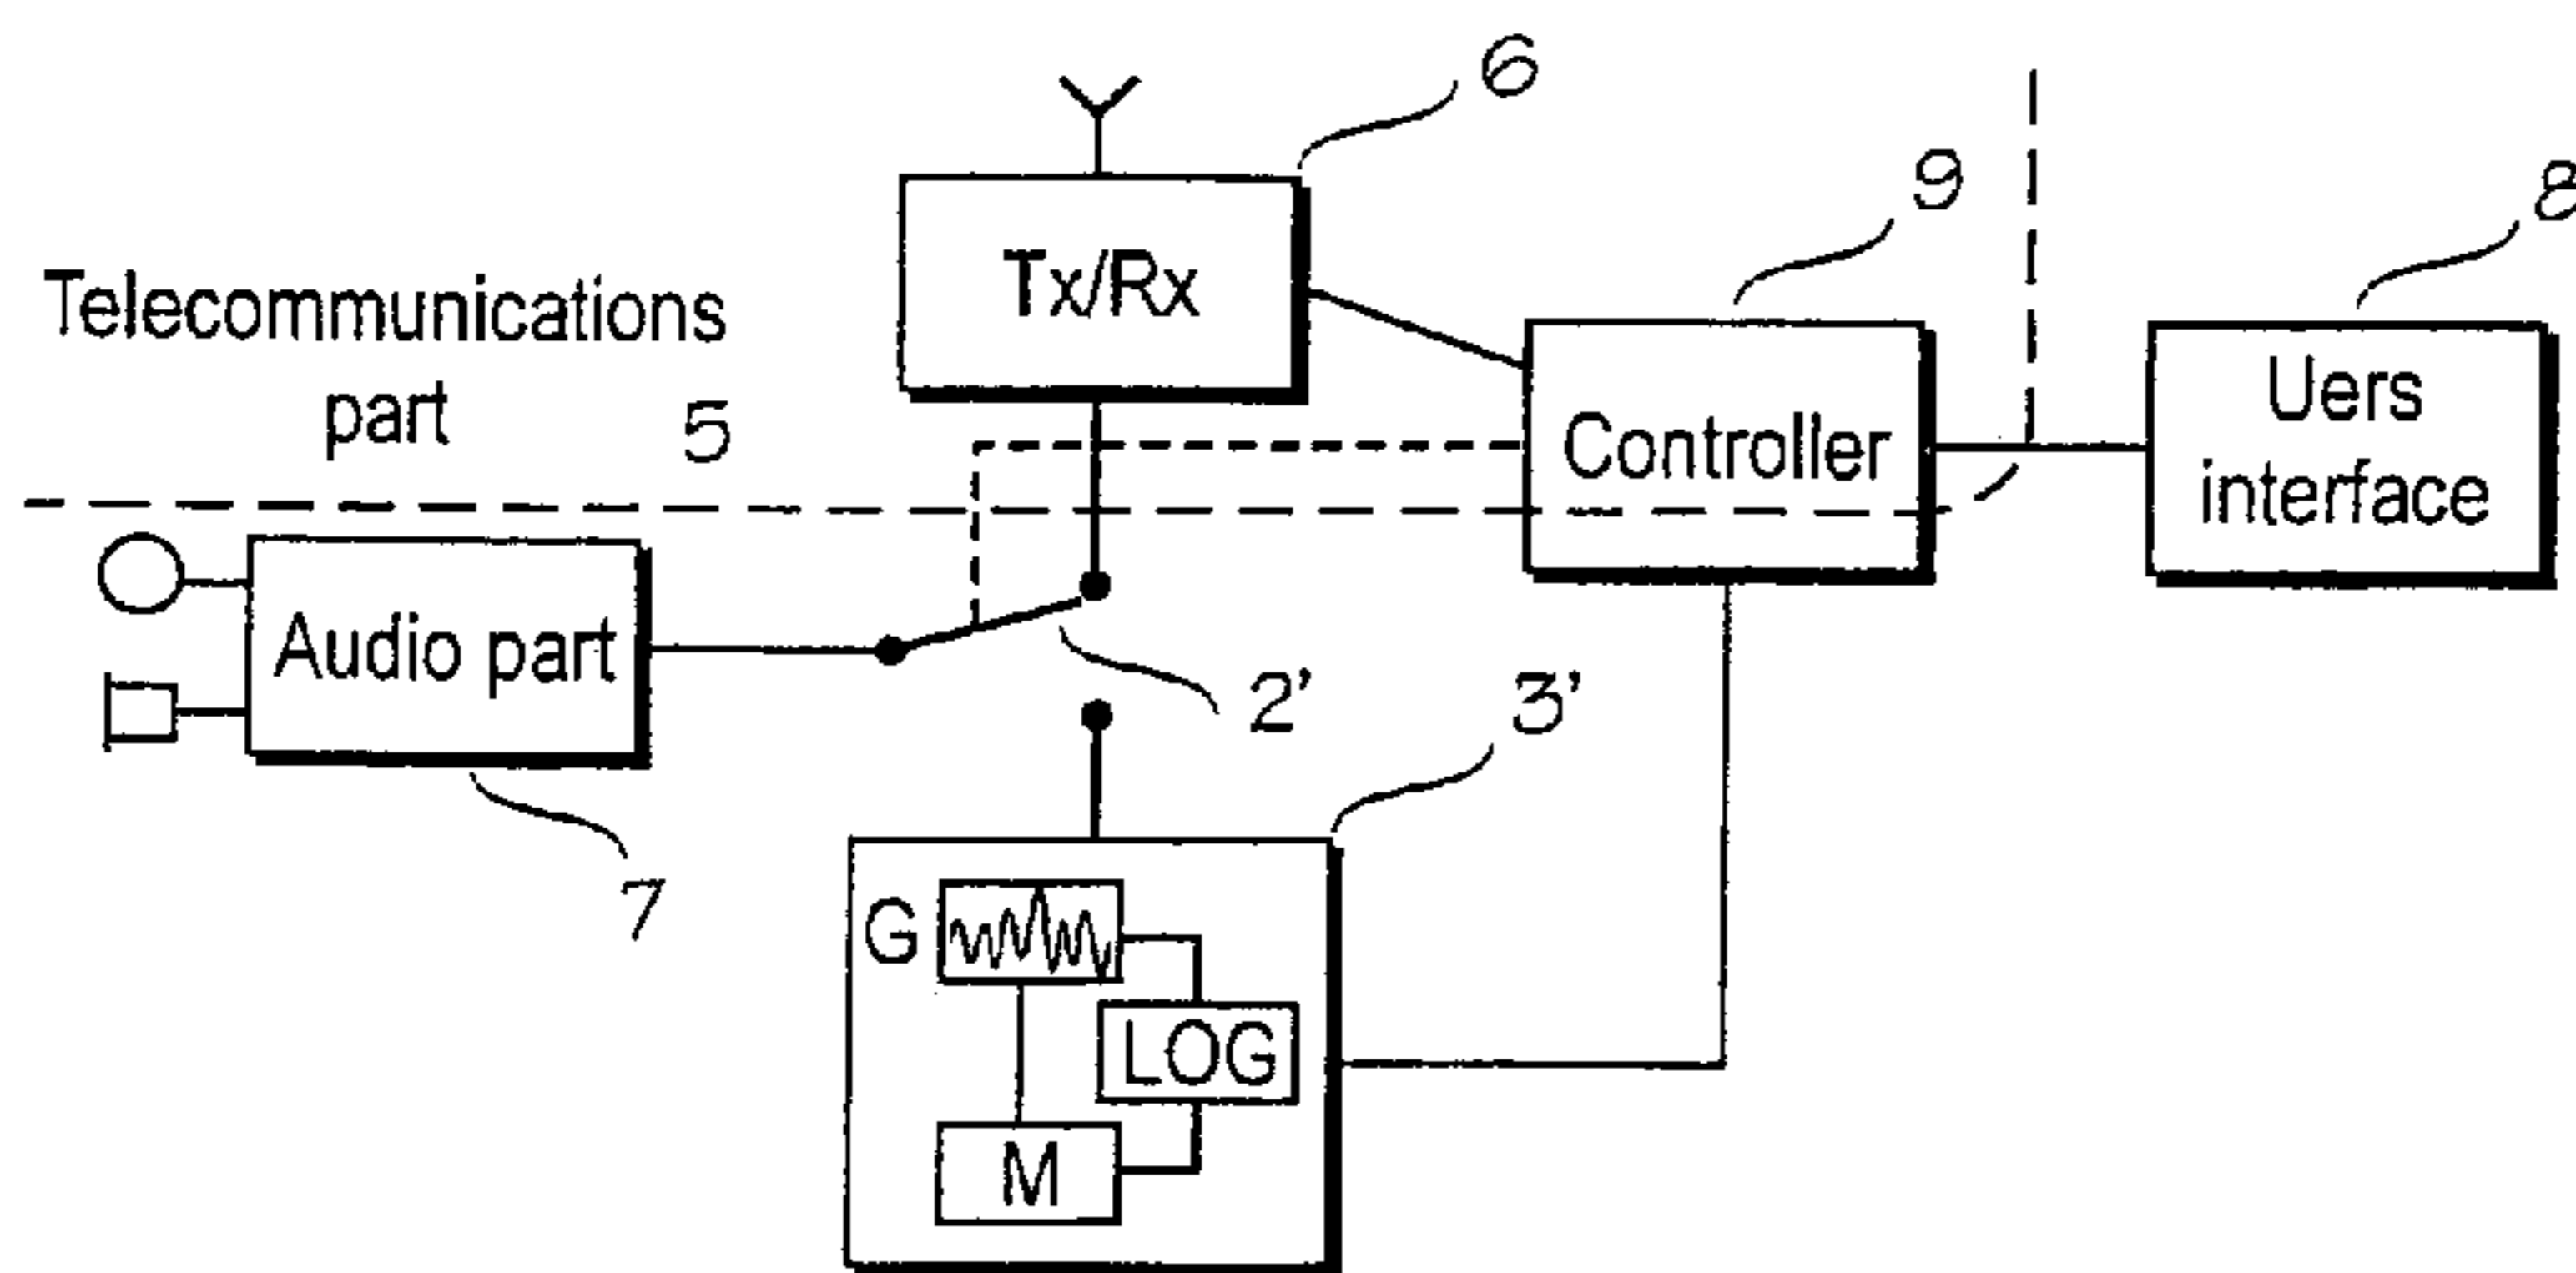 6
9
8
Telecommunications
part
5
Tx/Rx
Controller
Uers
interface
Audio part
2'
3'
7
G
LOG
M